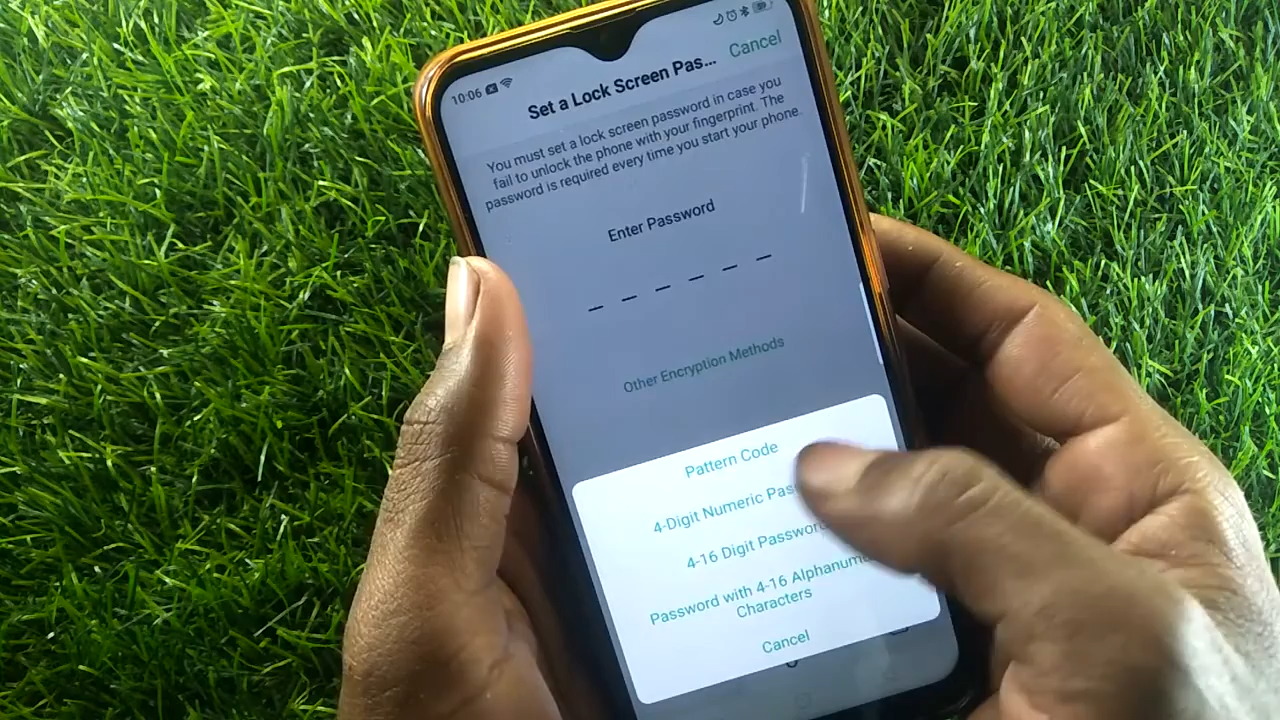 10:06
Cancel
Set a Lock Screen Pas...
You must set a lock screen password in case you
fail to unlock the phone with your fingerprint. The
password is required every time you start your phone.
Enter Password
Other Encryption Methods
Pattern Code
4-Digit Numeric
4-16 Digit Password
Password with 4-16
Characters
Cancel